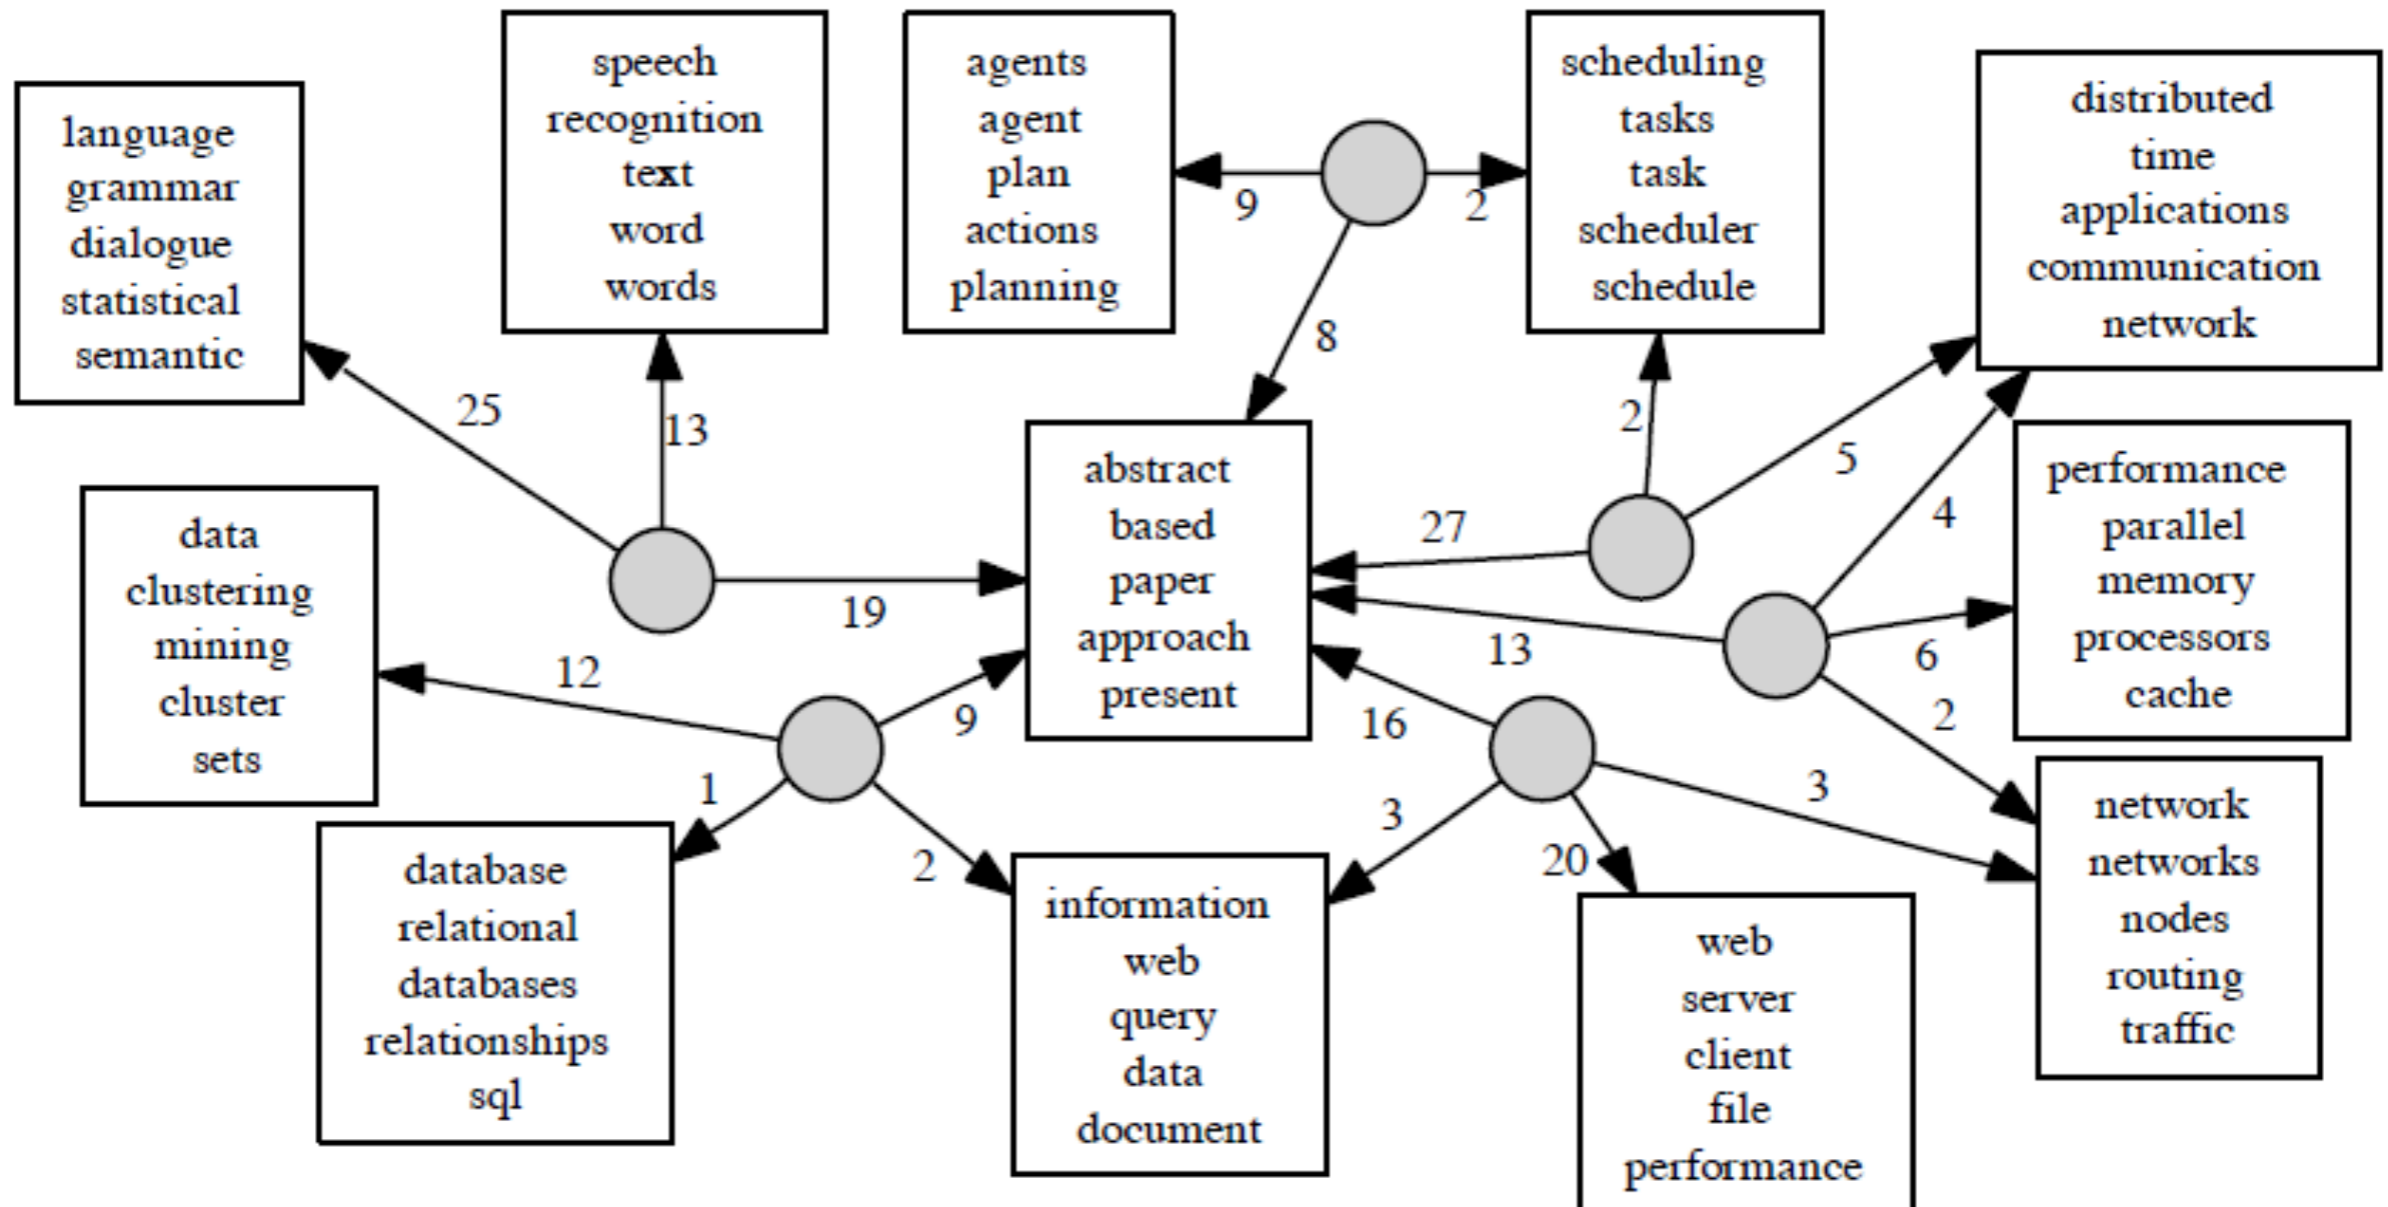 language
grammar
dialogue
statistical
semantic
speech
recognition
text
word
words
agents
agent
plan
actions
planning
scheduling
tasks
task
scheduler
schedule
distributed
time
applications
communication
network
9
2
8
25
13
19
2
5
27
4
13
6
2
data
clustering
mining
cluster
sets
abstract
based
paper
approach
present
performance
parallel
memory
processors
cache
12
9
1
2
16
3
20
3
database
relational
databases
relationships
sql
information
web
query
data
document
web
server
client
file
performance
network
networks
nodes
routing
traffic